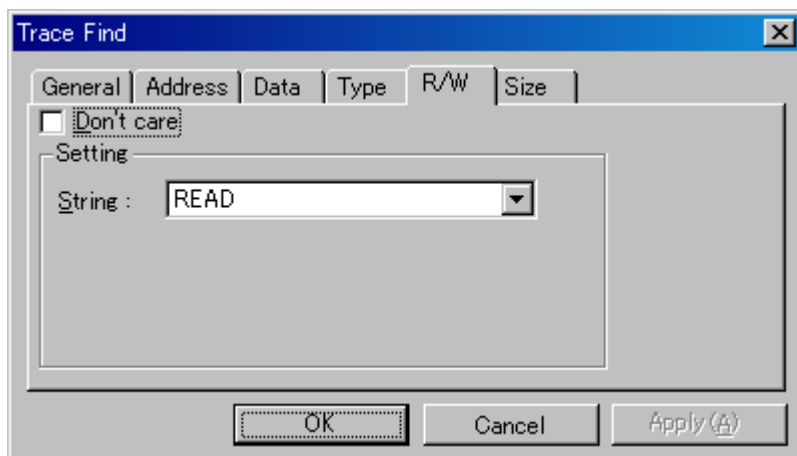 Trace Find
General Address Data Type R/W Size
Don't care
Setting
String :
READ
OK Cancel Apply(A)